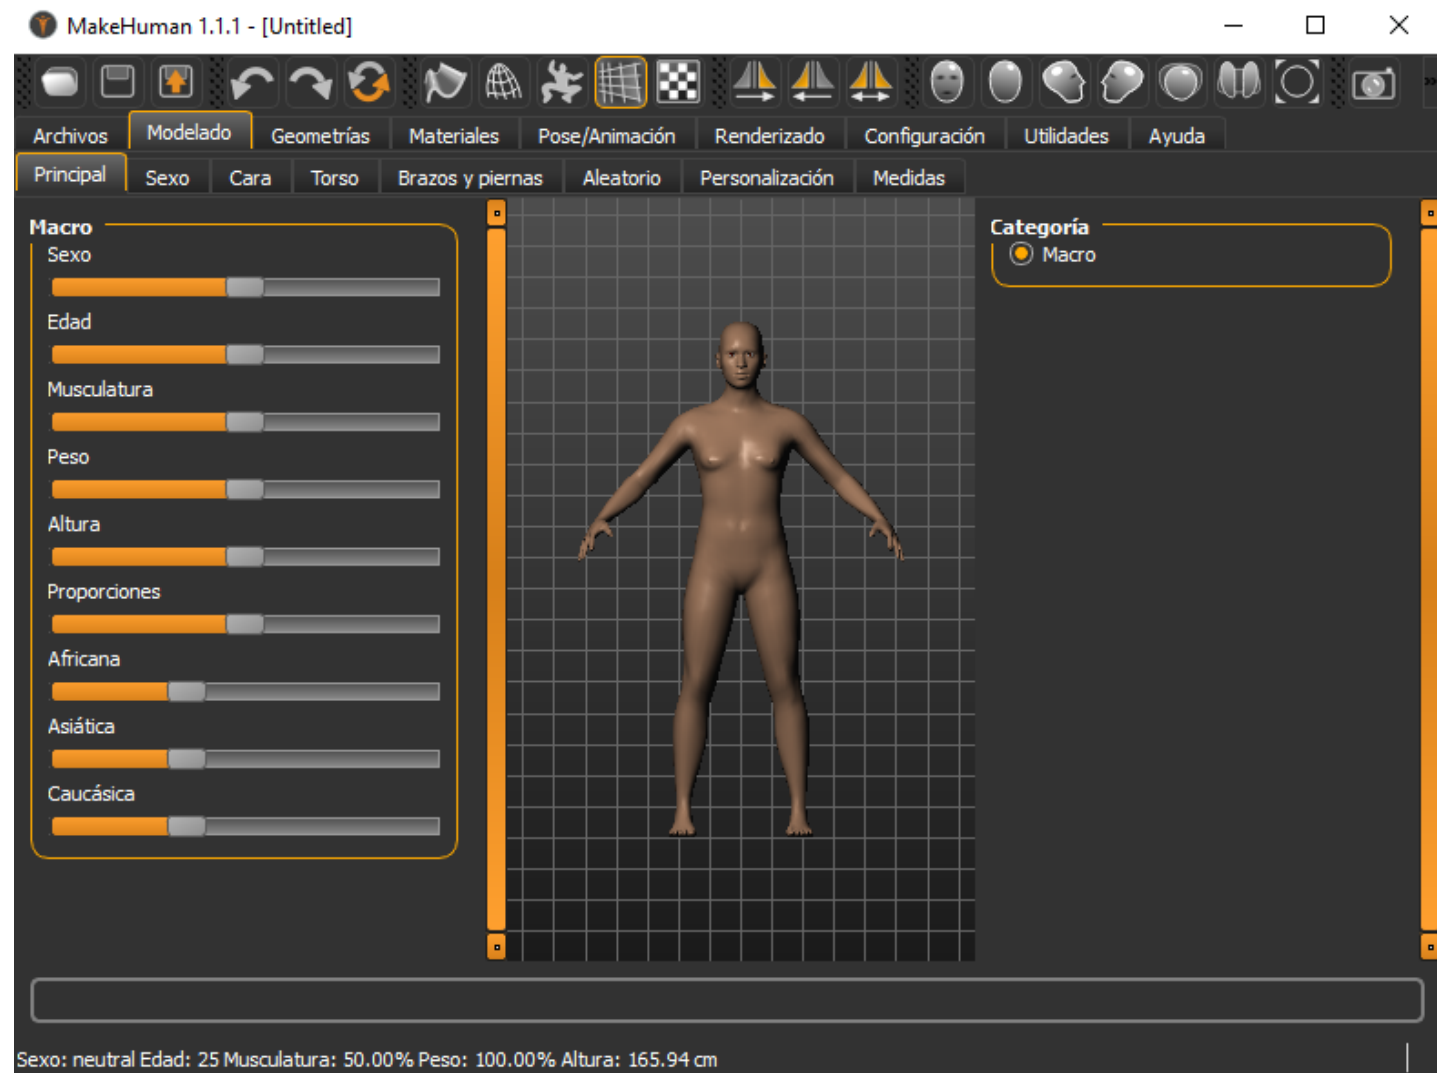 MakeHuman 1.1.1 - [Untitled]
Archivos Modelado Geometrías Materiales Pose/Animación Renderizado Configuración Utilidades Ayuda
Principal Sexo Cara Torso Brazos y piernas Aleatorio Personalización Medidas
Macro
Sexo
Edad
Musculatura
Peso
Altura
Proporciones
Africana
Asiática
Caucásica
Categoría
Macro
Sexo: neutral Edad: 25 Musculatura: 50.00% Peso: 100.00% Altura: 165.94 cm